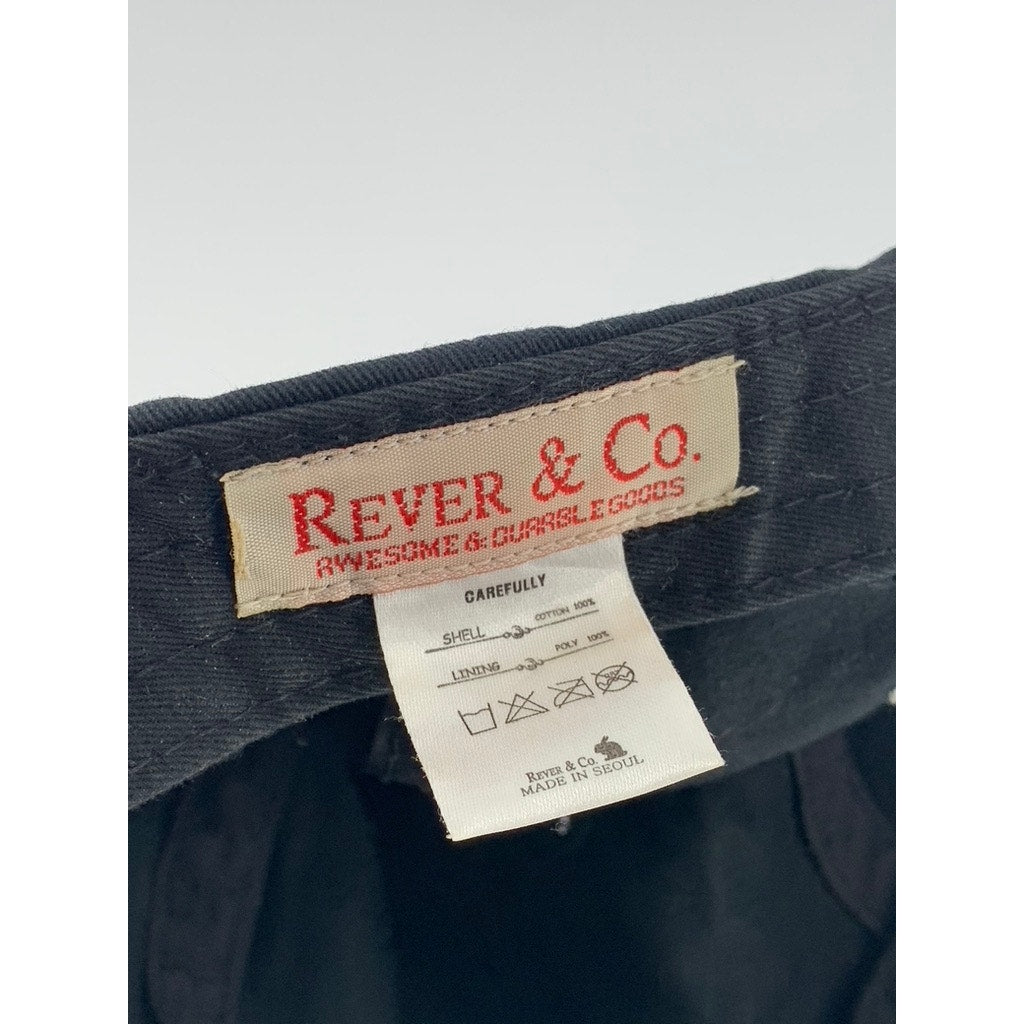 REVER & CO.
AWESOME & DURABLE GOODS
CAREFULLY
SHELL COTTON 100%
LINING POLY 100%
REVER & CO.
MADE IN SEOUL